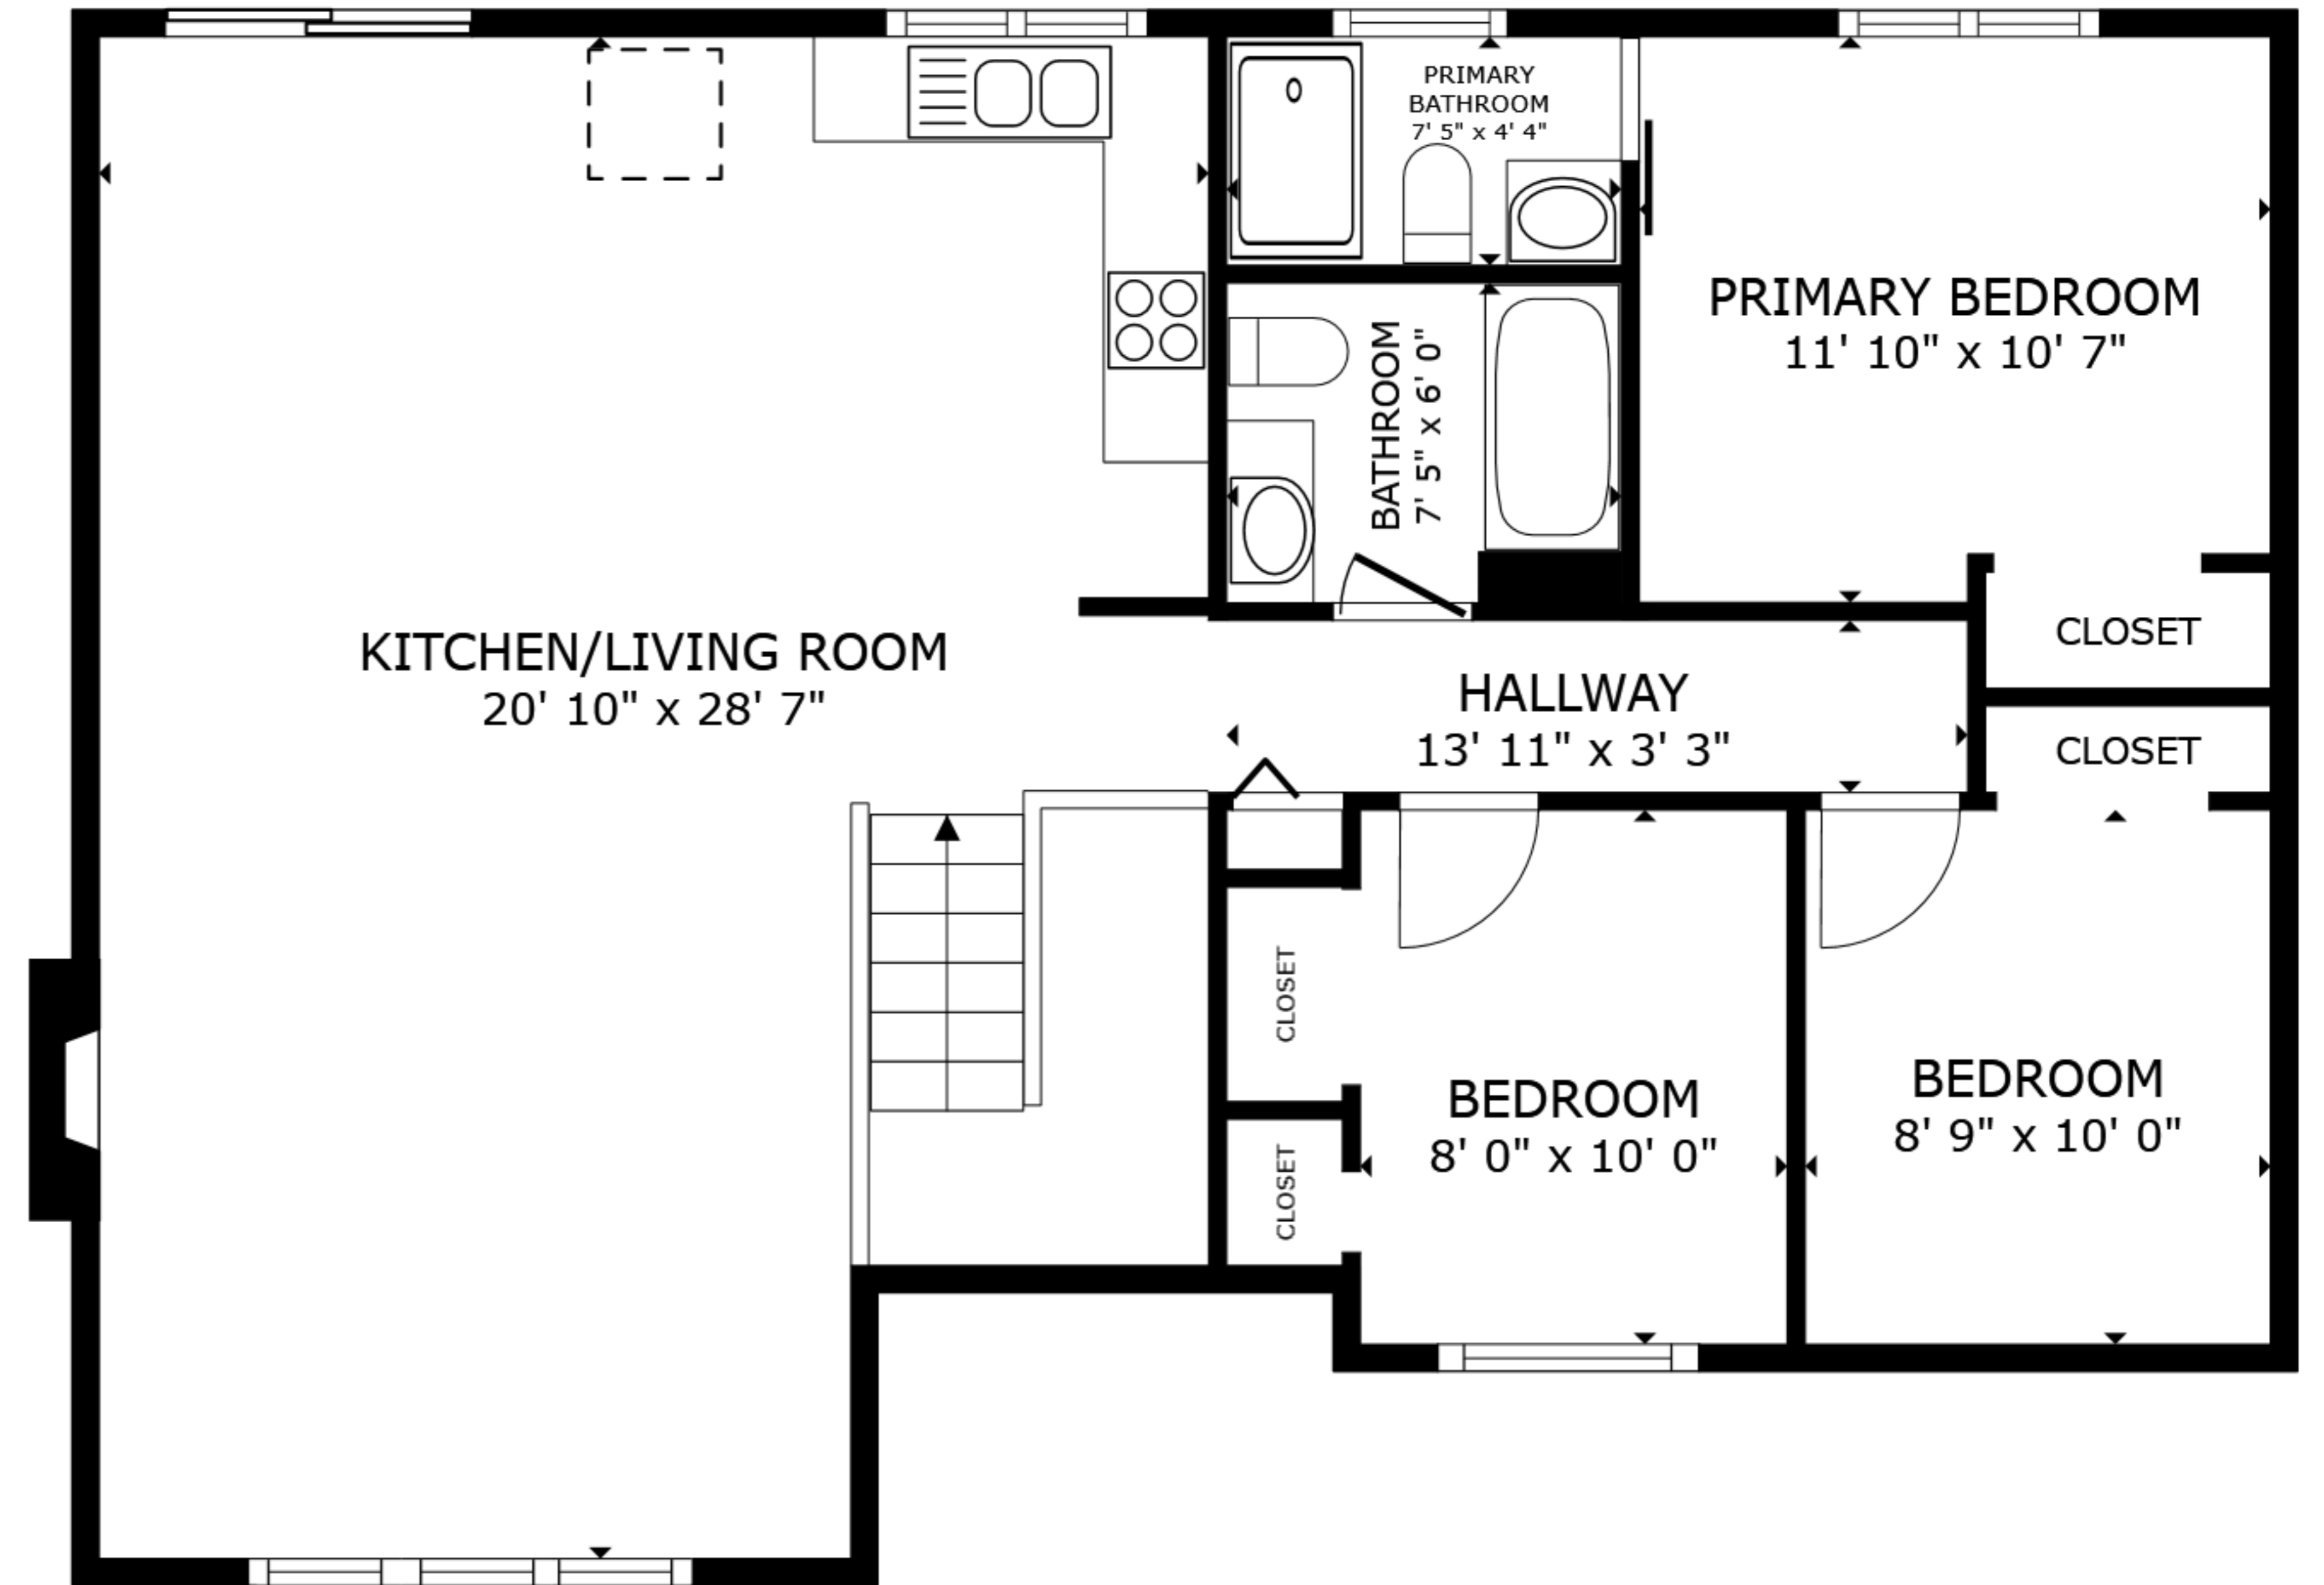 PRIMARY
BATHROOM
7' 5" x 4' 4"
PRIMARY BEDROOM
11' 10" x 10' 7"
BATHROOM
7' 5" x 6' 0"
KITCHEN/LIVING ROOM
20' 10" x 28' 7"
CLOSET
HALLWAY
13' 11" x 3' 3"
CLOSET
CLOSET
BEDROOM
8' 0" x 10' 0"
BEDROOM
8' 9" x 10' 0"
CLOSET